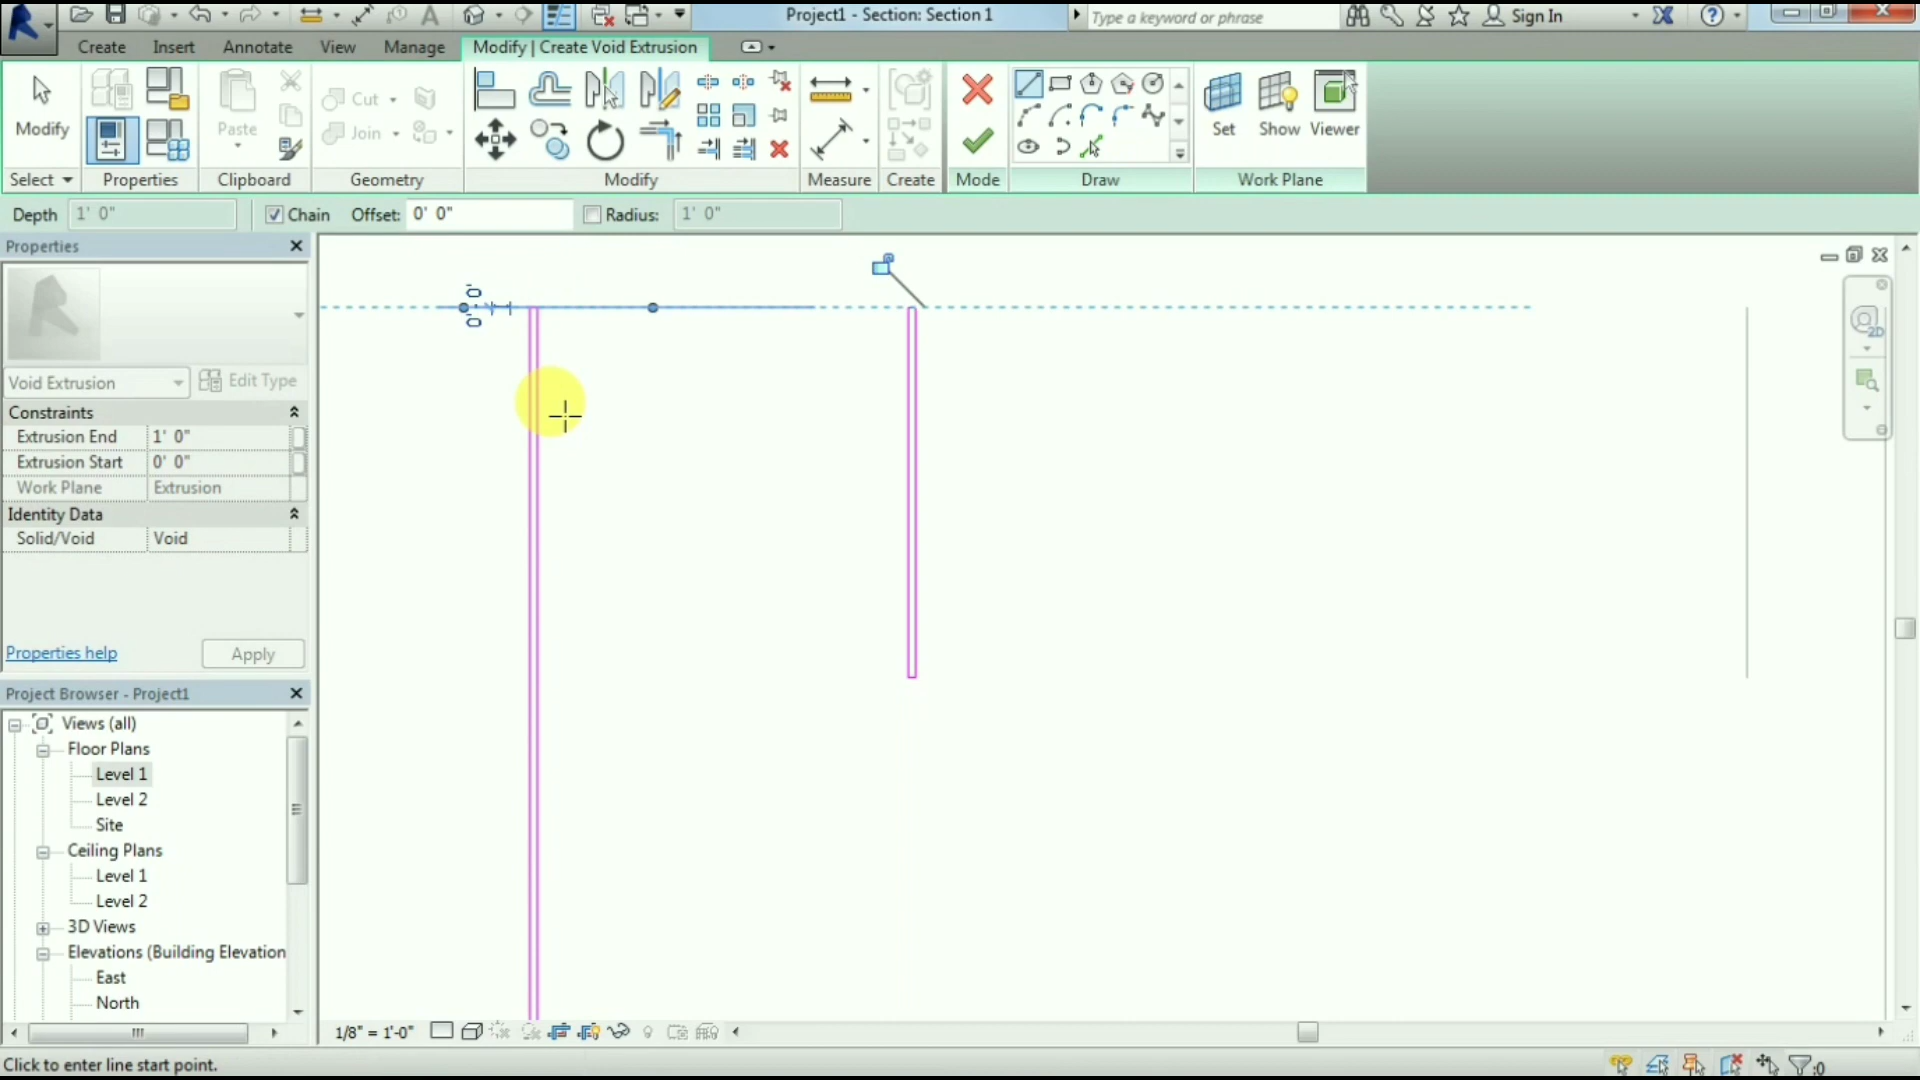 Project1 - Section: Section 1
Type a keyword or phrase
Sign In
Create Insert Annotate View Manage Modify | Create Void Extrusion
Modify
Paste
Cut
Join
Set Show Viewer
Select Properties Clipboard Geometry Modify Measure Create Mode Draw Work Plane
Depth 1' 0" Chain Offset: 0' 0" Radius: 1' 0"
Properties
Void Extrusion Edit Type
Constraints
Extrusion End 1' 0"
Extrusion Start 0' 0"
Work Plane Extrusion
Identity Data
Solid/Void Void
Properties help Apply
Project Browser - Project1
Views (all)
Floor Plans
Level 1
Level 2
Site
Ceiling Plans
Level 1
Level 2
3D Views
Elevations (Building Elevation
East
North
2D
1/8" = 1'-0"
Click to enter line start point.
:0